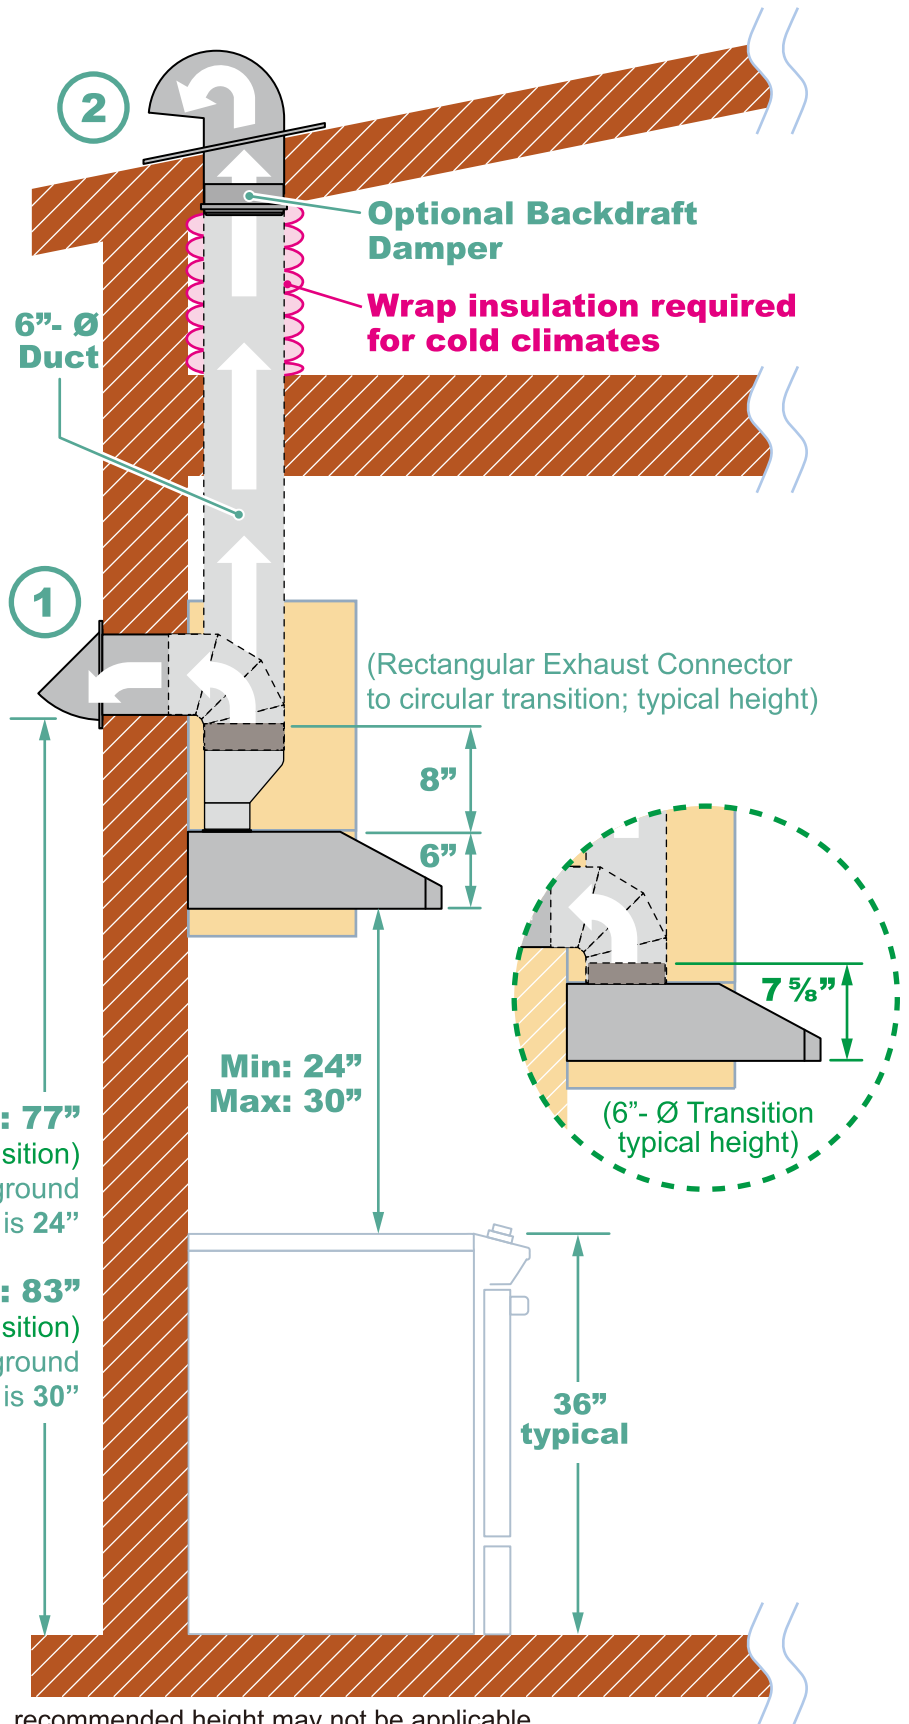 2
Optional Backdraft
Damper
Wrap insulation required
for cold climates
6”- Ø
Duct
1
(Rectangular Exhaust Connector
to circular transition; typical height)
8”
6”
7 ⅝”
Min: 24”
Max: 30”
(6”- Ø Transition
typical height)
: 77”
sition)
ground
is 24”
: 83”
sition)
ground
is 30”
36”
typical
recommended height may not be applicable